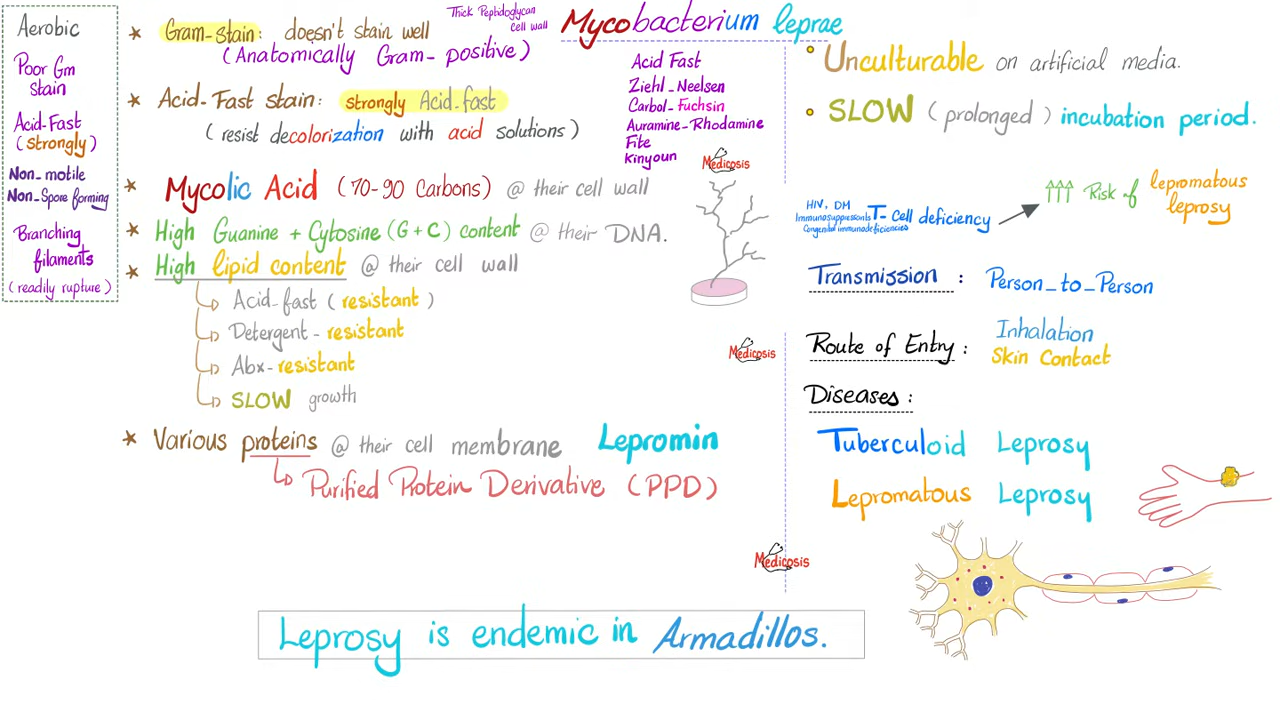 Mycobacterium leprae
Aerobic
Poor Gm
Stain
Acid-Fast
(strongly)
Non-motile
Non-Spore forming
Branching
filaments
(readily rupture)
Thick Peptidoglycan
cell wall
★ Gram-Stain: doesn't stain well
(Anatomically Gram-positive)
★ Acid-Fast stain: strongly Acid-fast
(resist decolorization with acid solutions)
★ Mycolic Acid (70-90 Carbons) @ their cell wall
★ High Guanine + Cytosine (G+C) content @ their DNA.
★ High lipid content @ their cell wall
Acid-fast (resistant)
Detergent-resistant
Abx-resistant
SLOW growth
★ Various proteins @ their cell membrane Lepromin
Purified Protein Derivative (PPD)
Acid Fast
Ziehl-Neelsen
Carbol-Fuchsin
Auramine-Rhodamine
Fite
Kinyoun
Medicosis
Medicosis
Medicosis
• Unculturable on artificial media.
• SLOW (prolonged) incubation period.
HIV, DM
Immunosuppressants
Congenital immunodeficiencies
T-Cell deficiency
↑↑↑ Risk of lepromatous
leprosy
Transmission: Person_to_Person
Route of Entry: Inhalation
Skin Contact
Diseases:
Tuberculoid Leprosy
Lepromatous Leprosy
Leprosy is endemic in Armadillos.